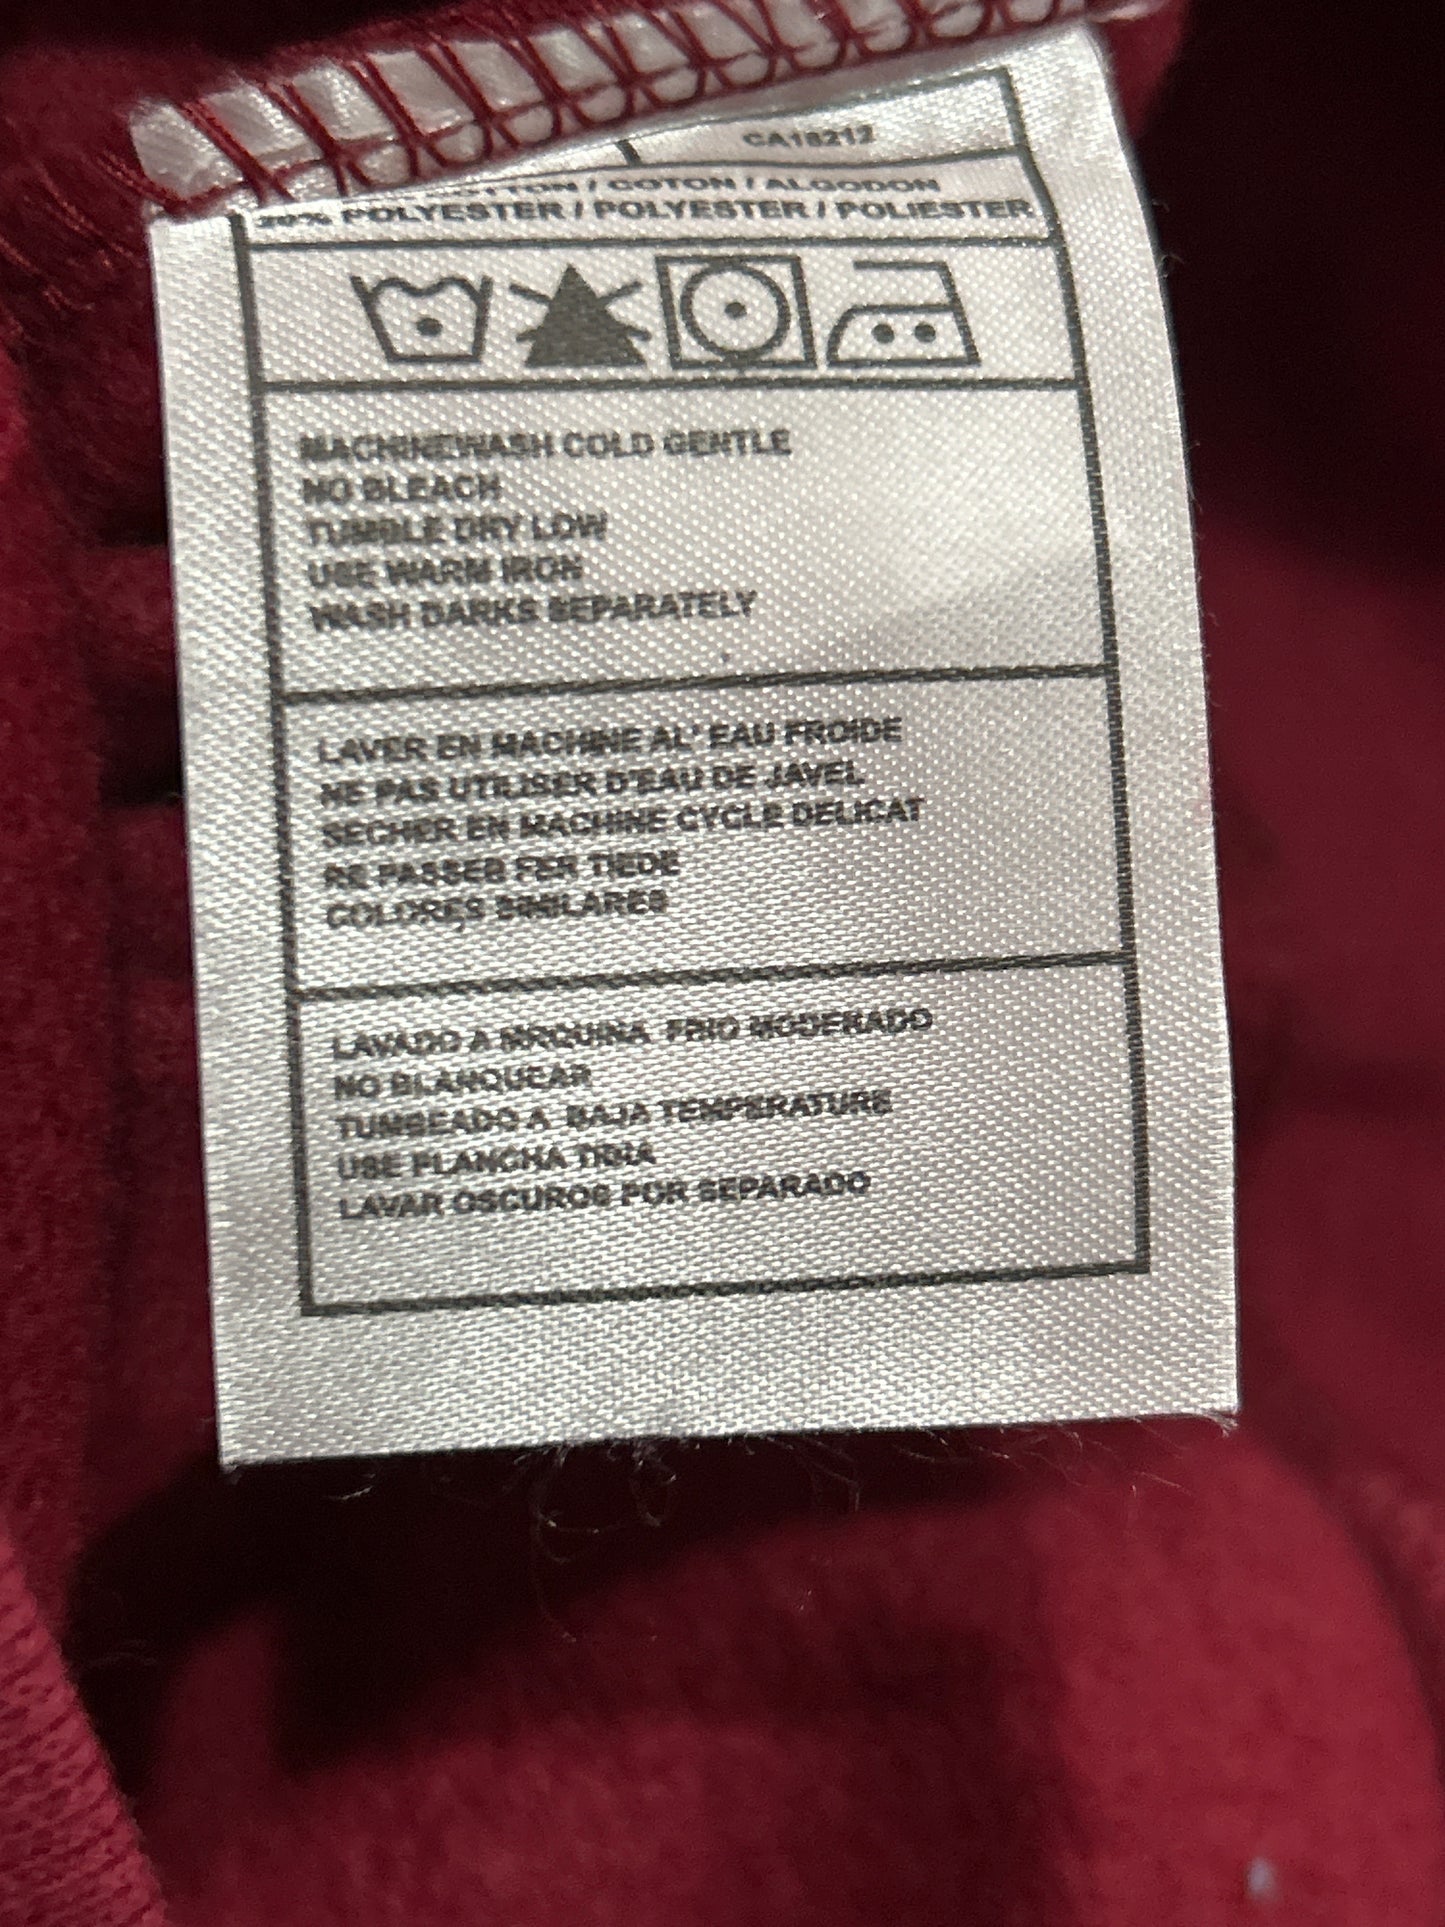 CA18212
COTON / ALGODON
20% POLYESTER / POLYESTER / POLIESTER
MACHINEWASH COLD GENTLE
NO BLEACH
TUMBLE DRY LOW
USE WARM IRON
WASH DARKS SEPARATELY
LAVER EN MACHINE AL' EAU FROIDE
NE PAS UTILISER D'EAU DE JAVEL
SECHER EN MACHINE CYCLE DELICAT
RE PASSER FER TIEDE
COLORES SIMILARES
LAVADO A MAQUINA FRIO MODERADO
NO BLANQUEAR
TUMBEADO A BAJA TEMPERATURE
USE PLANCHA TIBIA
LAVAR OSCUROS POR SEPARADO